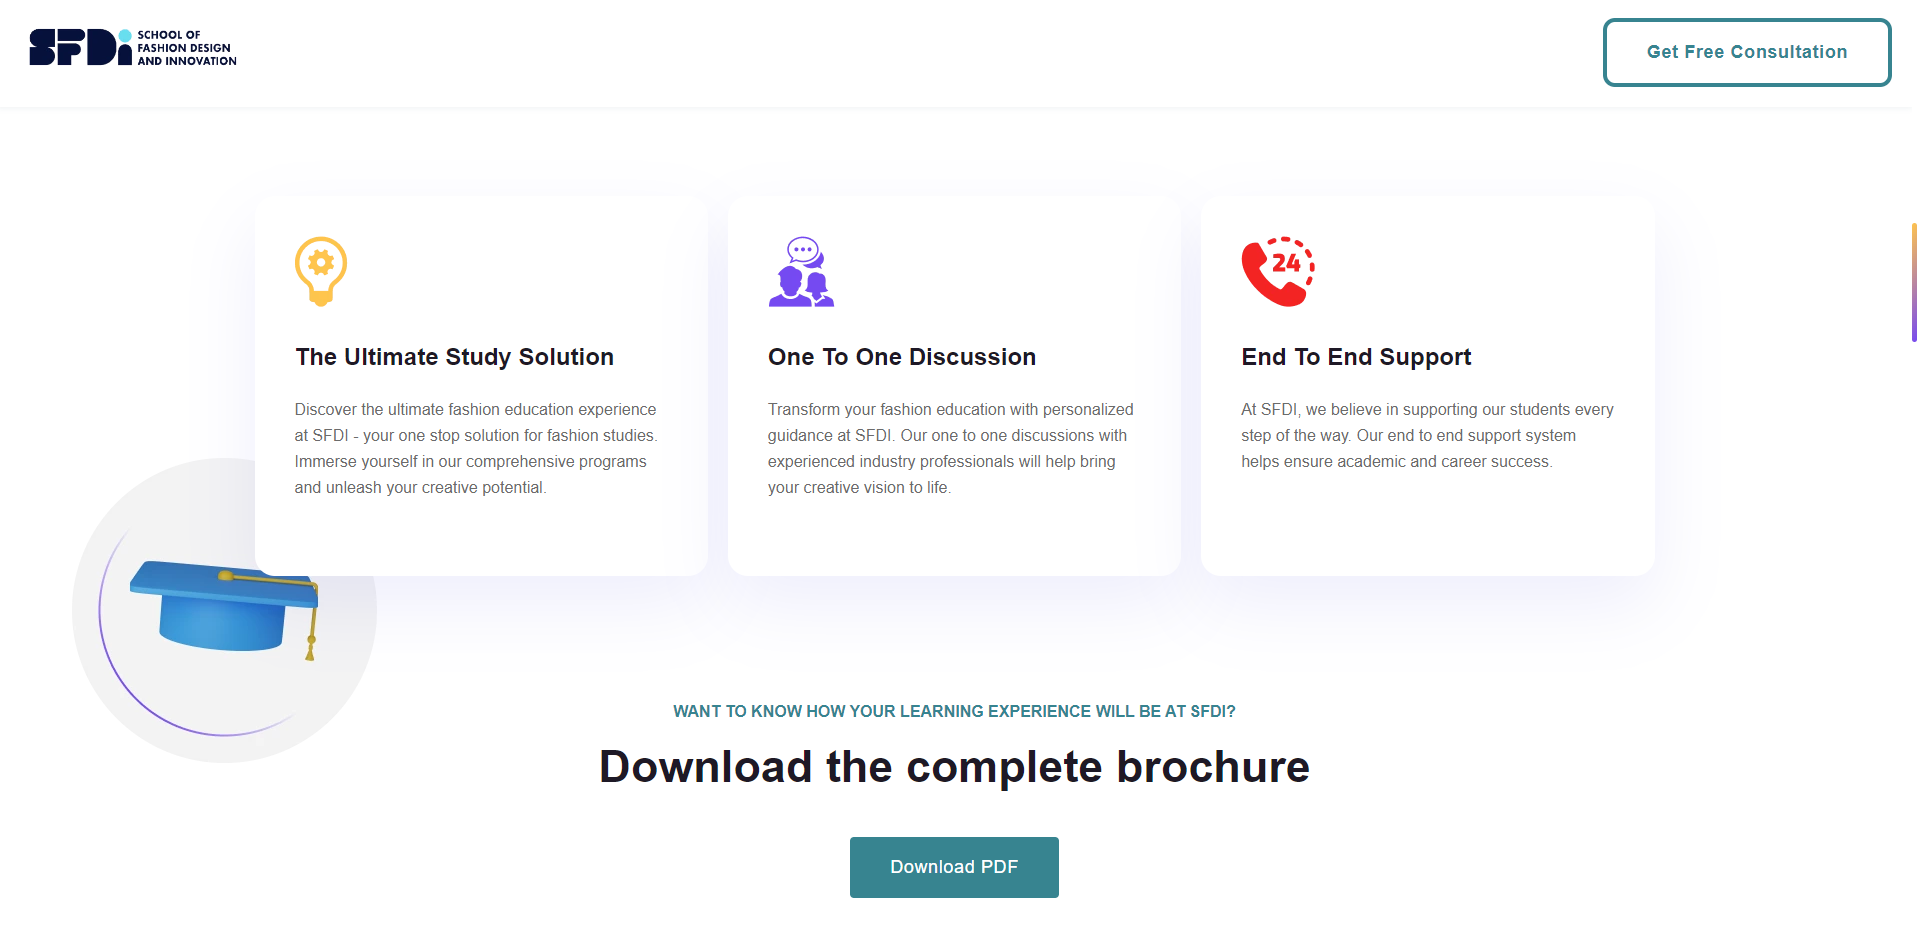 SFDi
SCHOOL OF
FASHION DESIGN
AND INNOVATION
Get Free Consultation
24
The Ultimate Study Solution
Discover the ultimate fashion education experience
at SFDI - your one stop solution for fashion studies.
Immerse yourself in our comprehensive programs
and unleash your creative potential.
One To One Discussion
Transform your fashion education with personalized
guidance at SFDI. Our one to one discussions with
experienced industry professionals will help bring
your creative vision to life.
End To End Support
At SFDI, we believe in supporting our students every
step of the way. Our end to end support system
helps ensure academic and career success.
WANT TO KNOW HOW YOUR LEARNING EXPERIENCE WILL BE AT SFDI?
Download the complete brochure
Download PDF